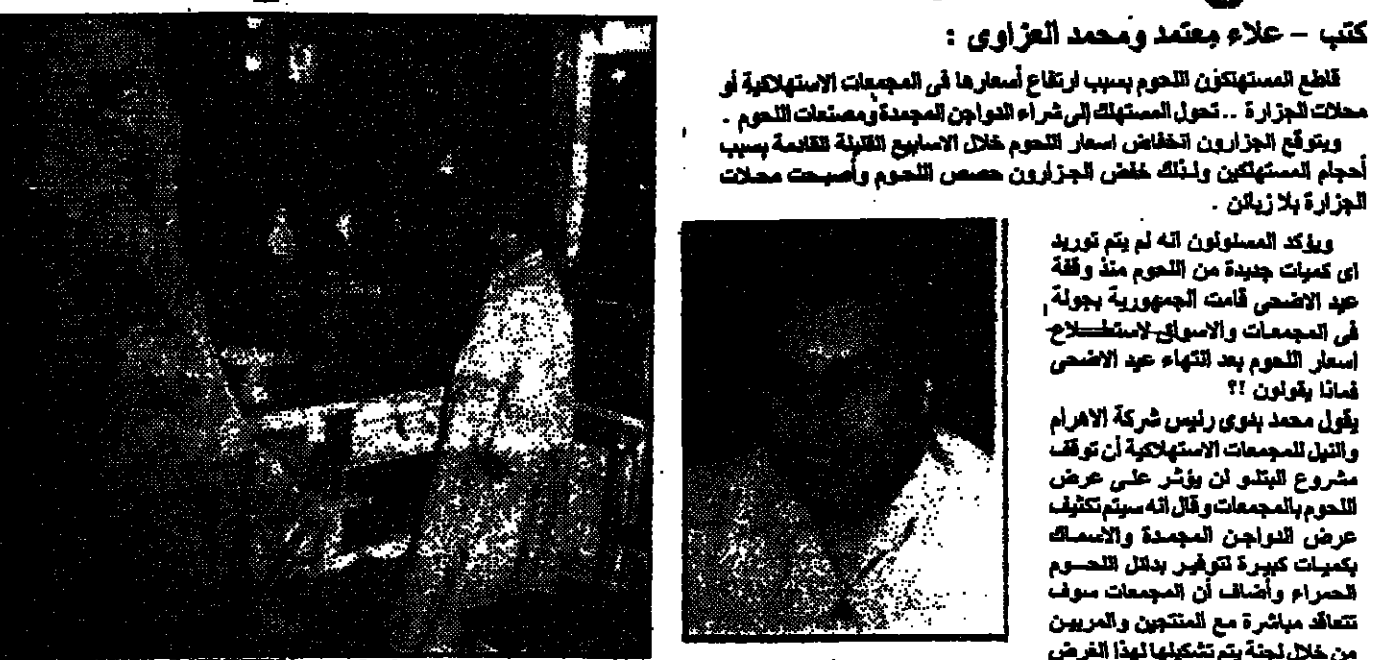 كتب – علاء معتمد ومحمد العزاوى :
قاطع المستهلكون اللحوم بسبب ارتفاع أسعارها فى المجمعات الاستهلاكية أو
محلات الجزارة .. تحول المستهلك إلى شراء الدواجن المجمدة ومصنعات اللحوم .
ويتوقع الجزارون انخفاض اسعار اللحوم خلال الاسابيع القليلة القادمة بسبب
أحجام المستهلكين ولذلك خفض الجزارون حصص اللحوم وأصبحت محلات
الجزارة بلا زبائن .
ويؤكد المسئولون انه لم يتم توريد
اى كميات جديدة من اللحوم منذ وقفة
عيد الاضحى قامت الجمهورية بجولة
فى المجمعات والاسواق لاستطلاع
اسعار اللحوم بعد انتهاء عيد الاضحى
فماذا يقولون !؟
يقول محمد بدوى رئيس شركة الاهرام
والنيل للمجمعات الاستهلاكية أن توقف
مشروع البتلو لن يؤثر على عرض
اللحوم بالمجمعات وقال انه سيتم تكثيف
عرض الدواجن المجمدة والاسماك
بكميات كبيرة لتوفير بدائل اللحوم
الحمراء وأضاف أن المجمعات سوف
تتعاقد مباشرة مع المنتجين والمربين
من خلال لجنة يتم تشكيلها لهذا الغرض